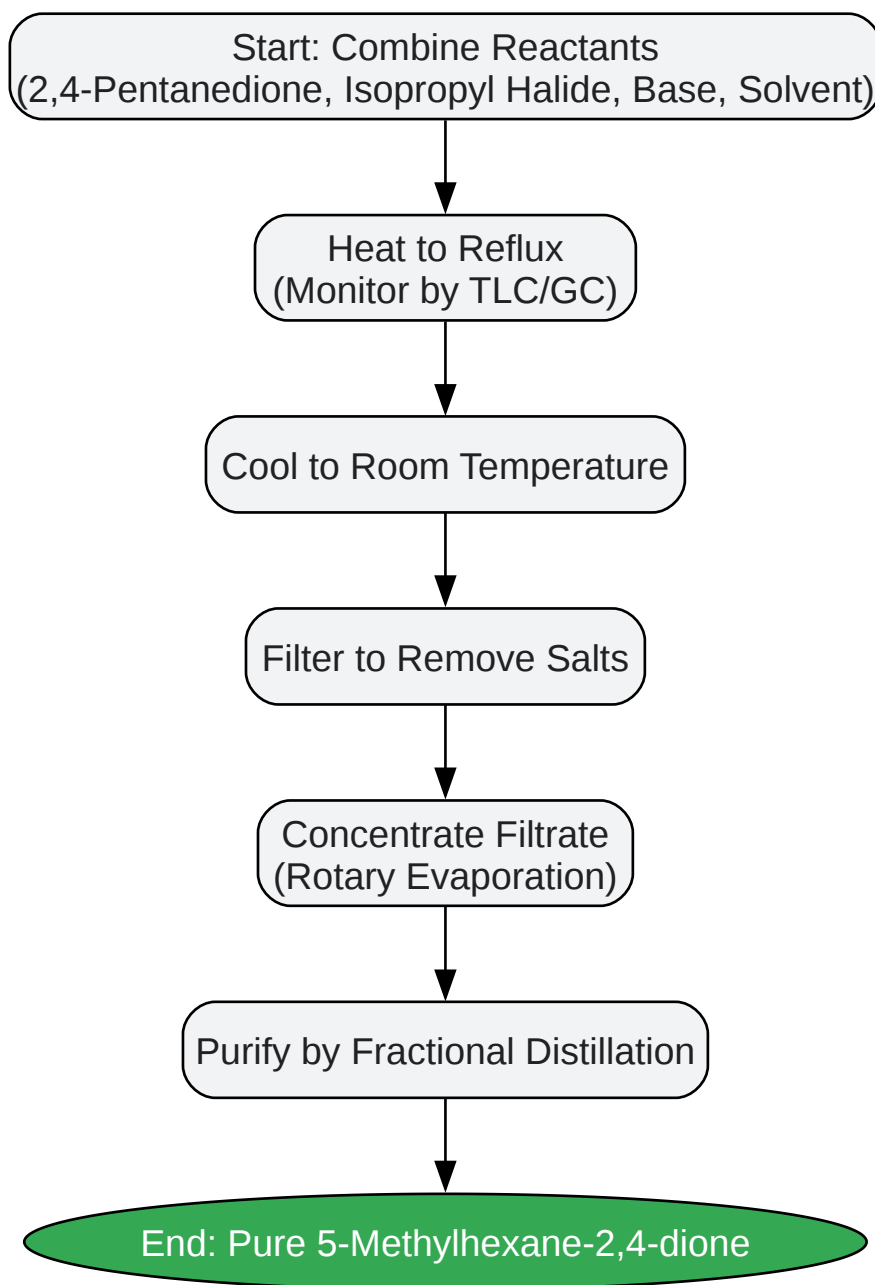 Start: Combine Reactants
(2,4-Pentanedione, Isopropyl Halide, Base, Solvent)
Heat to Reflux
(Monitor by TLC/GC)
Cool to Room Temperature
Filter to Remove Salts
Concentrate Filtrate
(Rotary Evaporation)
Purify by Fractional Distillation
End: Pure 5-Methylhexane-2,4-dione